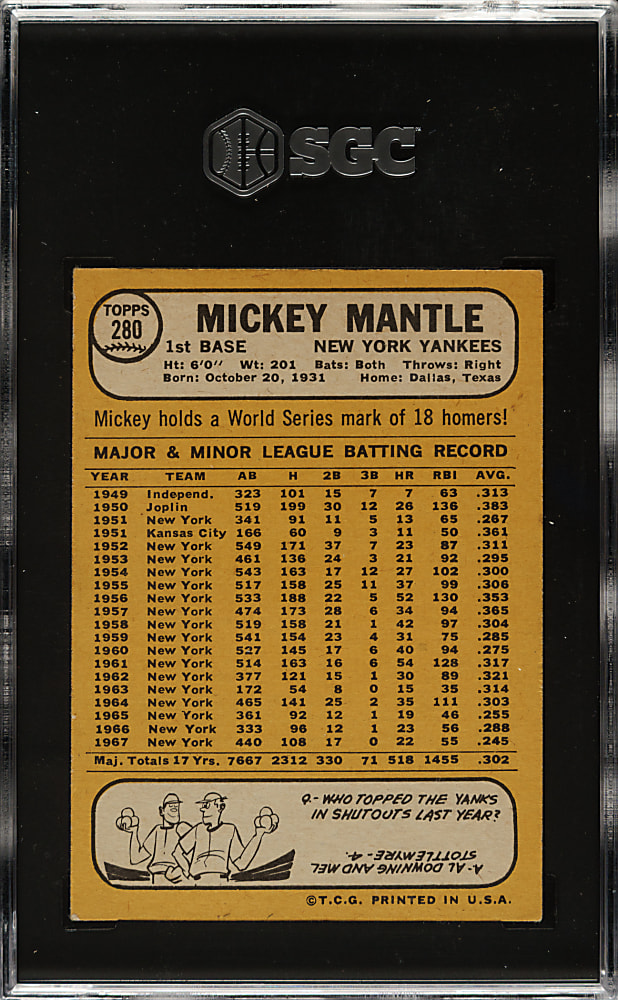 SGC
TOPPS
280
MICKEY MANTLE
1st BASE NEW YORK YANKEES
Ht: 6'0" Wt: 201 Bats: Both Throws: Right
Born: October 20, 1931 Home: Dallas, Texas
Mickey holds a World Series mark of 18 homers!
MAJOR & MINOR LEAGUE BATTING RECORD
YEAR TEAM AB H 2B 3B HR RBI AVG.
1949 Independ. 323 101 15 7 7 63 .313
1950 Joplin 519 199 30 12 26 136 .383
1951 New York 341 91 11 5 13 65 .267
1951 Kansas City 166 60 9 3 11 50 .361
1952 New York 549 171 37 7 23 87 .311
1953 New York 461 136 24 3 21 92 .295
1954 New York 543 163 17 12 27 102 .300
1955 New York 517 158 25 11 37 99 .306
1956 New York 533 188 22 5 52 130 .353
1957 New York 474 173 28 6 34 94 .365
1958 New York 519 158 21 1 42 97 .304
1959 New York 541 154 23 4 31 75 .285
1960 New York 527 145 17 6 40 94 .275
1961 New York 514 163 16 6 54 128 .317
1962 New York 377 121 15 1 30 89 .321
1963 New York 172 54 8 0 15 35 .314
1964 New York 465 141 25 2 35 111 .303
1965 New York 361 92 12 1 19 46 .255
1966 New York 333 96 12 1 23 56 .288
1967 New York 440 108 17 0 22 55 .245
Maj. Totals 17 Yrs. 7667 2312 330 71 518 1455 .302
Q.- WHO TOPPED THE YANKS
IN SHUTOUTS LAST YEAR?
A- AL DOWNING AND MEL
STOTTLEMYRE - 4.
©T.C.G. PRINTED IN U.S.A.